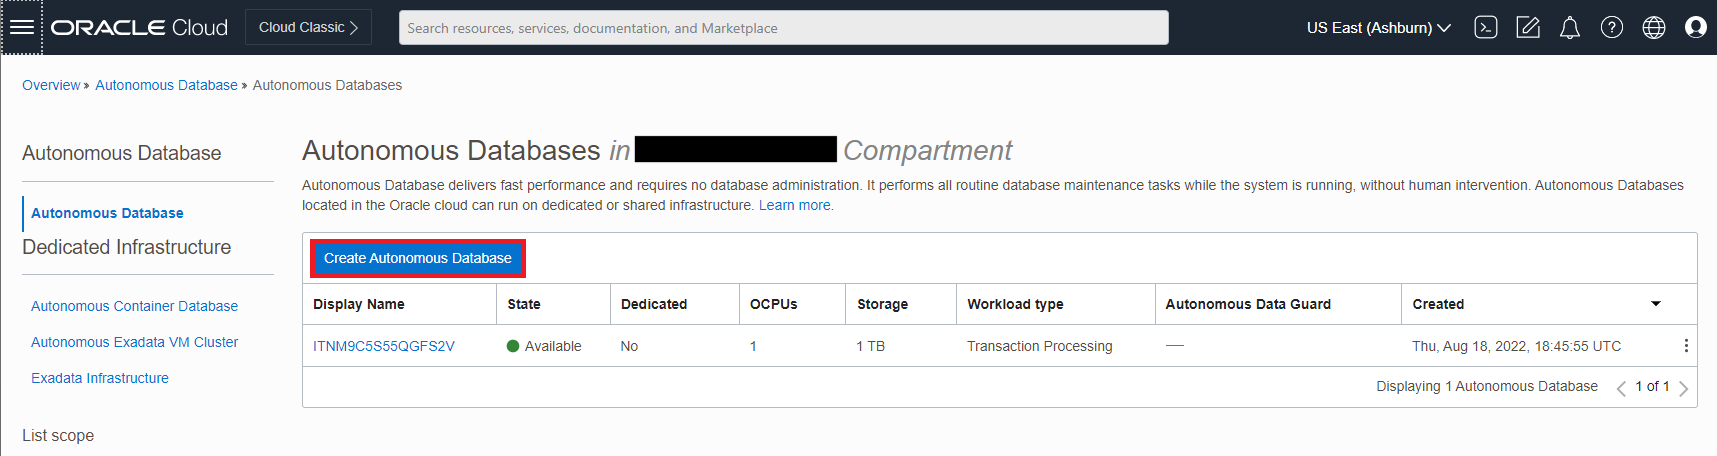 ORACLE Cloud
Cloud Classic >
Search resources, services, documentation, and Marketplace
US East (Ashburn)
Overview » Autonomous Database » Autonomous Databases
Autonomous Database
Autonomous Database
Dedicated Infrastructure
Autonomous Container Database
Autonomous Exadata VM Cluster
Exadata Infrastructure
List scope
Autonomous Databases in Compartment
Autonomous Database delivers fast performance and requires no database administration. It performs all routine database maintenance tasks while the system is running, without human intervention. Autonomous Databases
located in the Oracle cloud can run on dedicated or shared infrastructure. Learn more.
Create Autonomous Database
Display Name State Dedicated OCPUs Storage Workload type Autonomous Data Guard Created
ITNM9C5S55QGFS2V Available No 1 1 TB Transaction Processing — Thu, Aug 18, 2022, 18:45:55 UTC
Displaying 1 Autonomous Database < 1 of 1 >